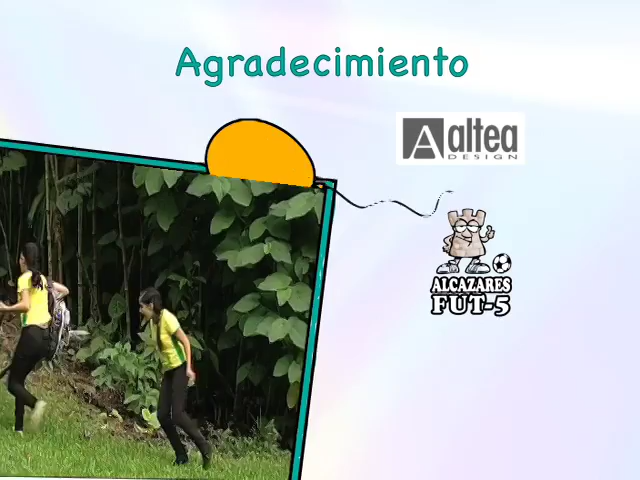 Agradecimiento
A altea
DESIGN
ALCAZARES
FUT-5